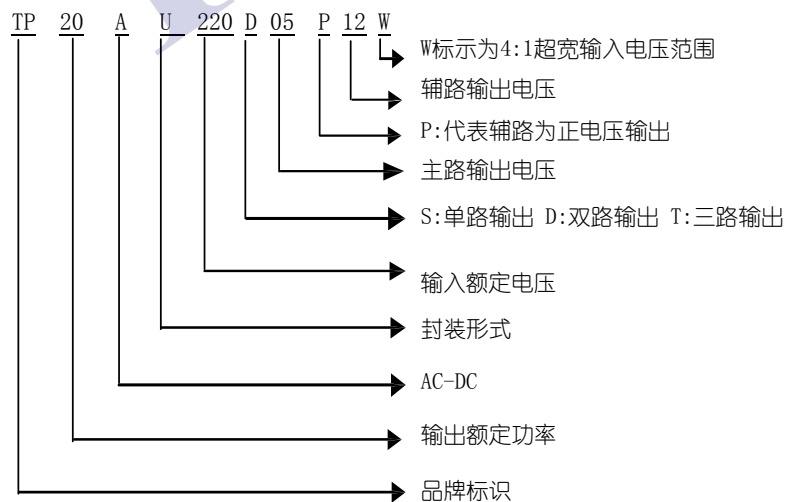 TP 20 A U 220 D 05 P 12 W
W标示为4:1超宽输入电压范围
辅路输出电压
P:代表辅路为正电压输出
主路输出电压
S:单路输出 D:双路输出 T:三路输出
输入额定电压
封装形式
AC-DC
输出额定功率
品牌标识